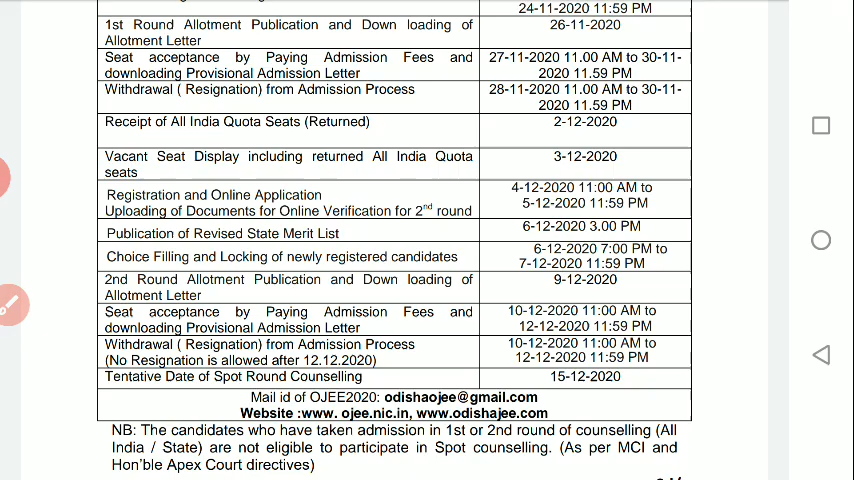 24-11-2020 11:59 PM
1st Round Allotment Publication and Down loading of
Allotment Letter
26-11-2020
Seat acceptance by Paying Admission Fees and
downloading Provisional Admission Letter
27-11-2020 11.00 AM to 30-11-
2020 11.59 PM
Withdrawal ( Resignation) from Admission Process
28-11-2020 11.00 AM to 30-11-
2020 11.59 PM
Receipt of All India Quota Seats (Returned)
2-12-2020
Vacant Seat Display including returned All India Quota
seats
3-12-2020
Registration and Online Application
Uploading of Documents for Online Verification for 2nd round
4-12-2020 11:00 AM to
5-12-2020 11:59 PM
Publication of Revised State Merit List
6-12-2020 3.00 PM
Choice Filling and Locking of newly registered candidates
6-12-2020 7:00 PM to
7-12-2020 11:59 PM
2nd Round Allotment Publication and Down loading of
Allotment Letter
9-12-2020
Seat acceptance by Paying Admission Fees and
downloading Provisional Admission Letter
10-12-2020 11:00 AM to
12-12-2020 11:59 PM
Withdrawal ( Resignation) from Admission Process
(No Resignation is allowed after 12.12.2020)
10-12-2020 11:00 AM to
12-12-2020 11:59 PM
Tentative Date of Spot Round Counselling
15-12-2020
Mail id of OJEE2020: odishaojee@gmail.com
Website :www. ojee.nic.in, www.odishajee.com
NB: The candidates who have taken admission in 1st or 2nd round of counselling (All
India / State) are not eligible to participate in Spot counselling. (As per MCI and
Hon'ble Apex Court directives)